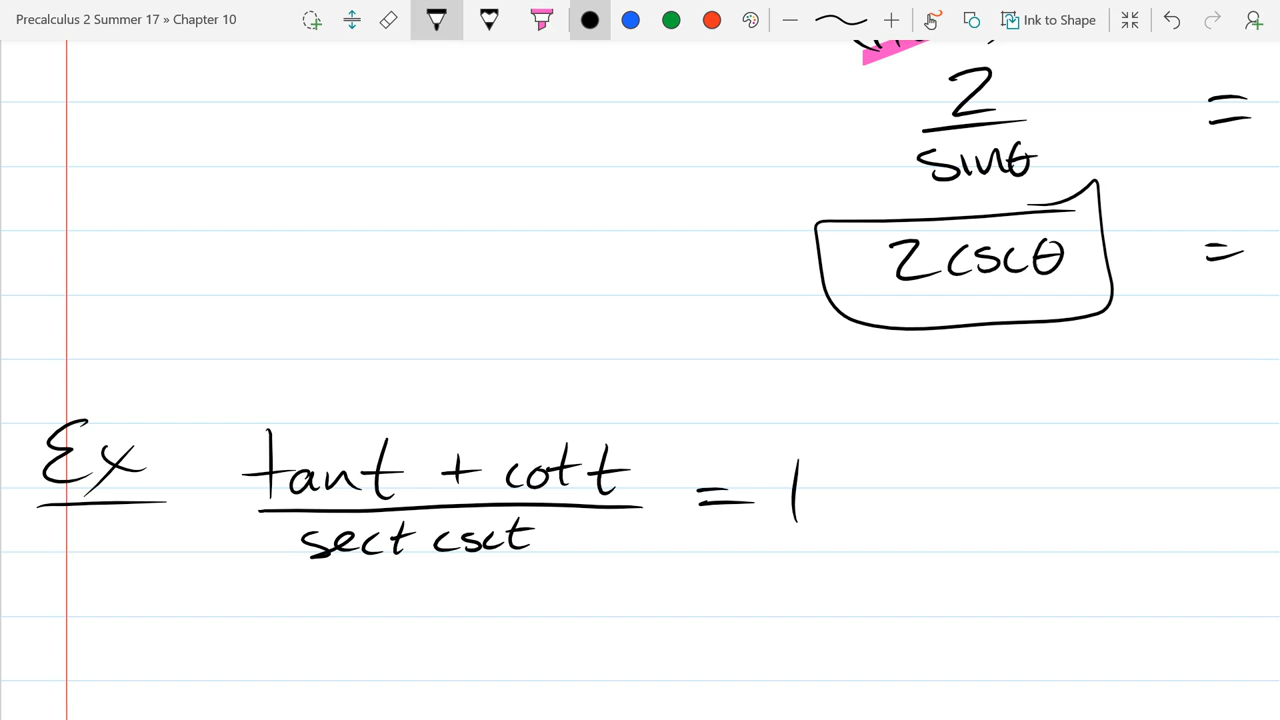 Precalculus 2 Summer 17 » Chapter 10
Ink to Shape
2
=
sinθ
2cscθ =
Ex
tant + cott
= 1
sect csct